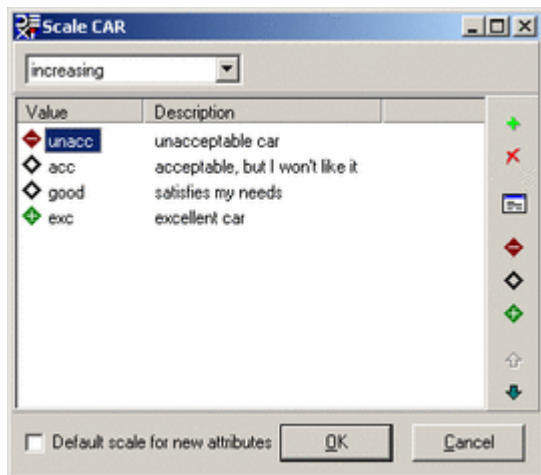 Scale CAR
increasing
Value Description
unacc unacceptable car
acc acceptable, but I won't like it
good satisfies my needs
exc excellent car
Default scale for new attributes OK Cancel